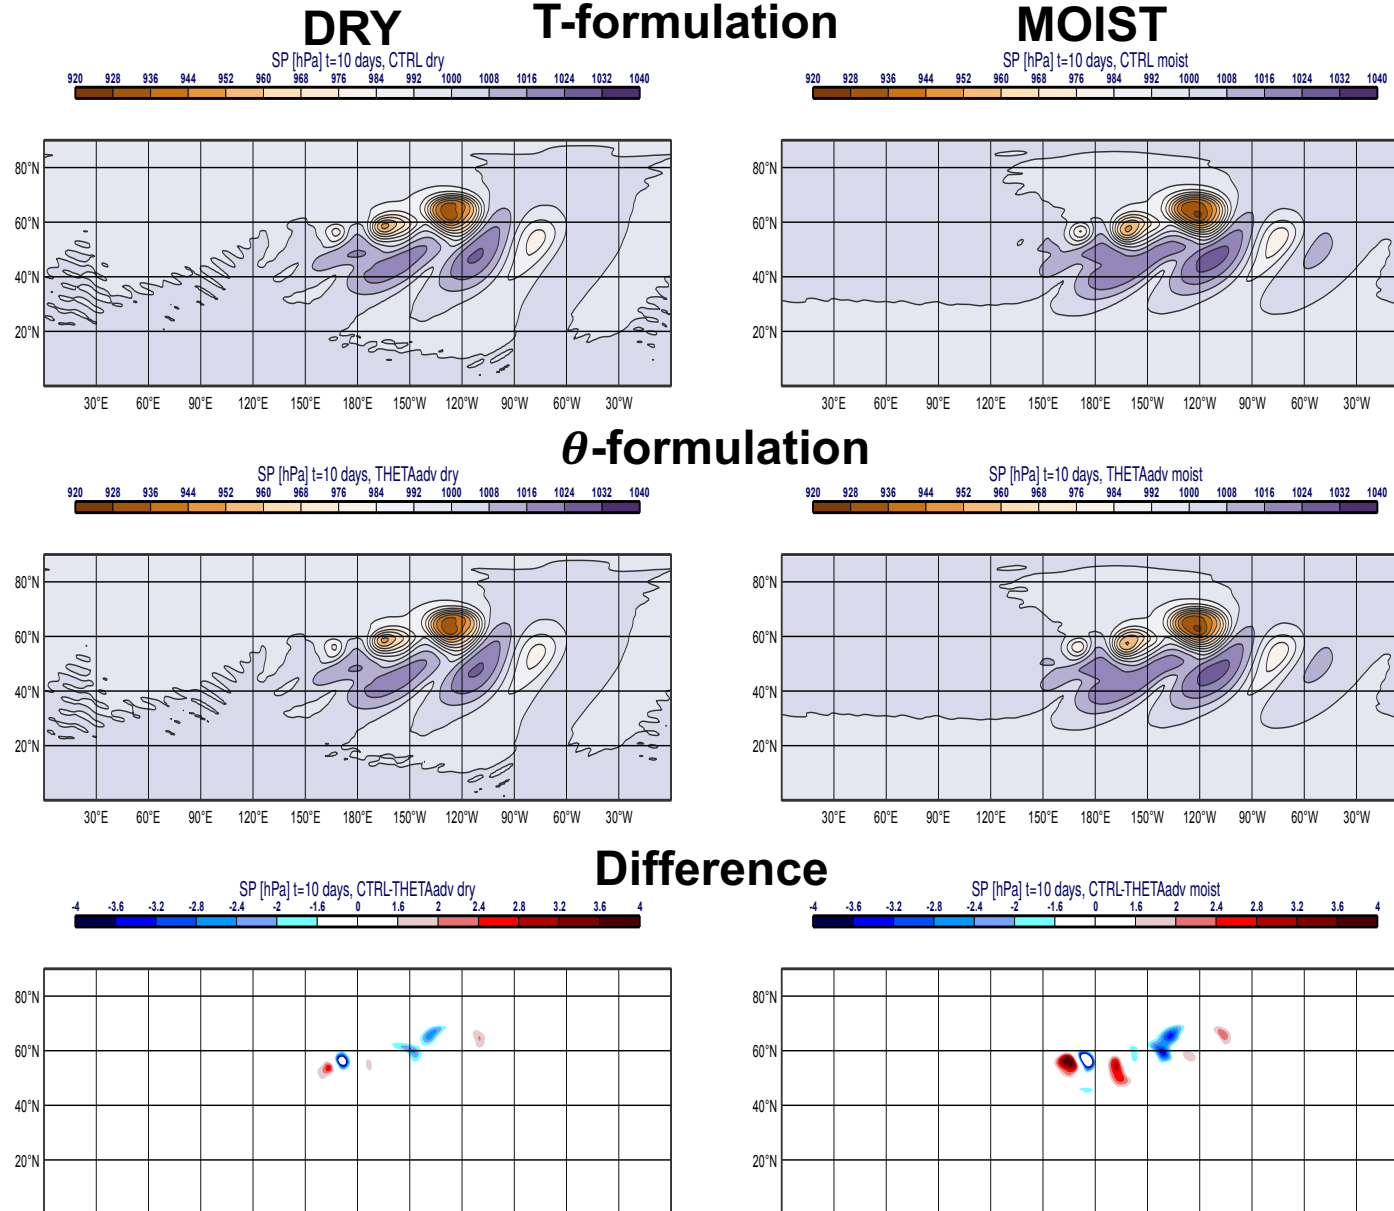 DRY T-formulation MOIST
SP [hPa] t=10 days, CTRL dry
920 928 936 944 952 960 968 976 984 992 1000 1008 1016 1024 1032 1040
80°N
60°N
40°N
20°N
30°E 60°E 90°E 120°E 150°E 180°E 150°W 120°W 90°W 60°W 30°W
SP [hPa] t=10 days, CTRL moist
920 928 936 944 952 960 968 976 984 992 1000 1008 1016 1024 1032 1040
80°N
60°N
40°N
20°N
30°E 60°E 90°E 120°E 150°E 180°E 150°W 120°W 90°W 60°W 30°W
θ-formulation
SP [hPa] t=10 days, THETAadv dry
920 928 936 944 952 960 968 976 984 992 1000 1008 1016 1024 1032 1040
80°N
60°N
40°N
20°N
30°E 60°E 90°E 120°E 150°E 180°E 150°W 120°W 90°W 60°W 30°W
SP [hPa] t=10 days, THETAadv moist
920 928 936 944 952 960 968 976 984 992 1000 1008 1016 1024 1032 1040
80°N
60°N
40°N
20°N
30°E 60°E 90°E 120°E 150°E 180°E 150°W 120°W 90°W 60°W 30°W
Difference
SP [hPa] t=10 days, CTRL-THETAadv dry
-4 -3.6 -3.2 -2.8 -2.4 -2 -1.6 0 1.6 2 2.4 2.8 3.2 3.6 4
80°N
60°N
40°N
20°N
SP [hPa] t=10 days, CTRL-THETAadv moist
-4 -3.6 -3.2 -2.8 -2.4 -2 -1.6 0 1.6 2 2.4 2.8 3.2 3.6 4
80°N
60°N
40°N
20°N